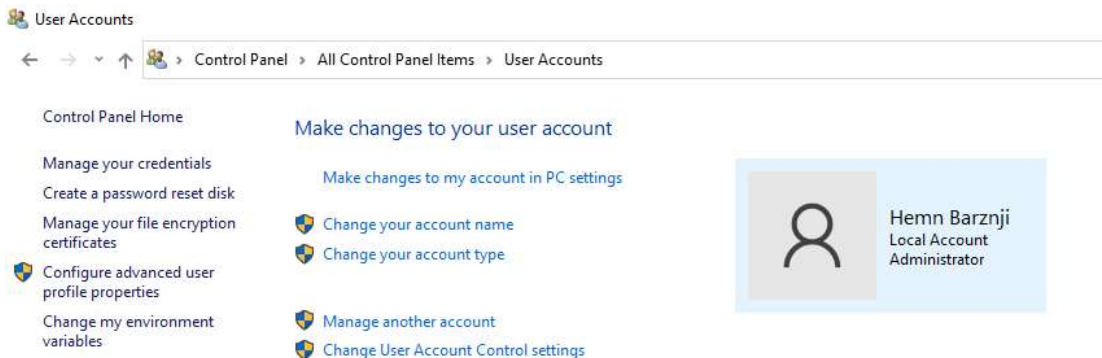 User Accounts
Control Panel > All Control Panel Items > User Accounts
Control Panel Home
Manage your credentials
Create a password reset disk
Manage your file encryption
certificates
Configure advanced user
profile properties
Change my environment
variables
Make changes to your user account
Make changes to my account in PC settings
Change your account name
Change your account type
Manage another account
Change User Account Control settings
Hemn Barznji
Local Account
Administrator